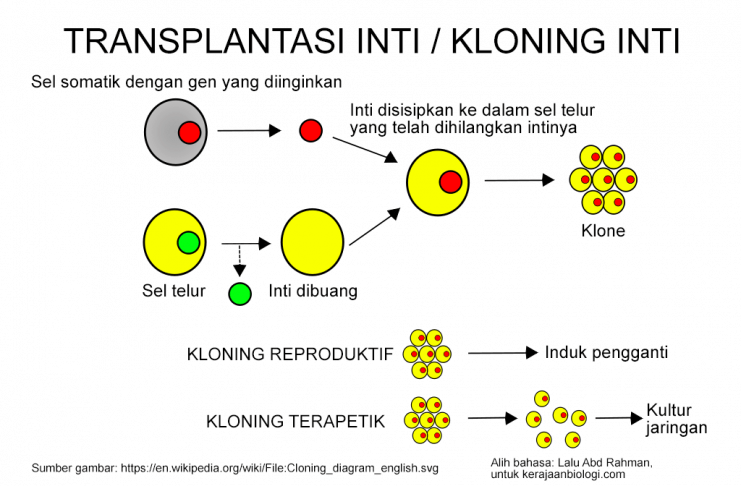 TRANSPLANTASI INTI / KLONING INTI
Sel somatik dengan gen yang diinginkan
Inti disisipkan ke dalam sel telur
yang telah dihilangkan intinya
Klone
Sel telur
Inti dibuang
KLONING REPRODUKTIF
Induk pengganti
KLONING TERAPETIK
Kultur
jaringan
Sumber gambar: https://en.wikipedia.org/wiki/File:Cloning_diagram_english.svg
Alih bahasa: Lalu Abd Rahman,
untuk kerajaanbiologi.com